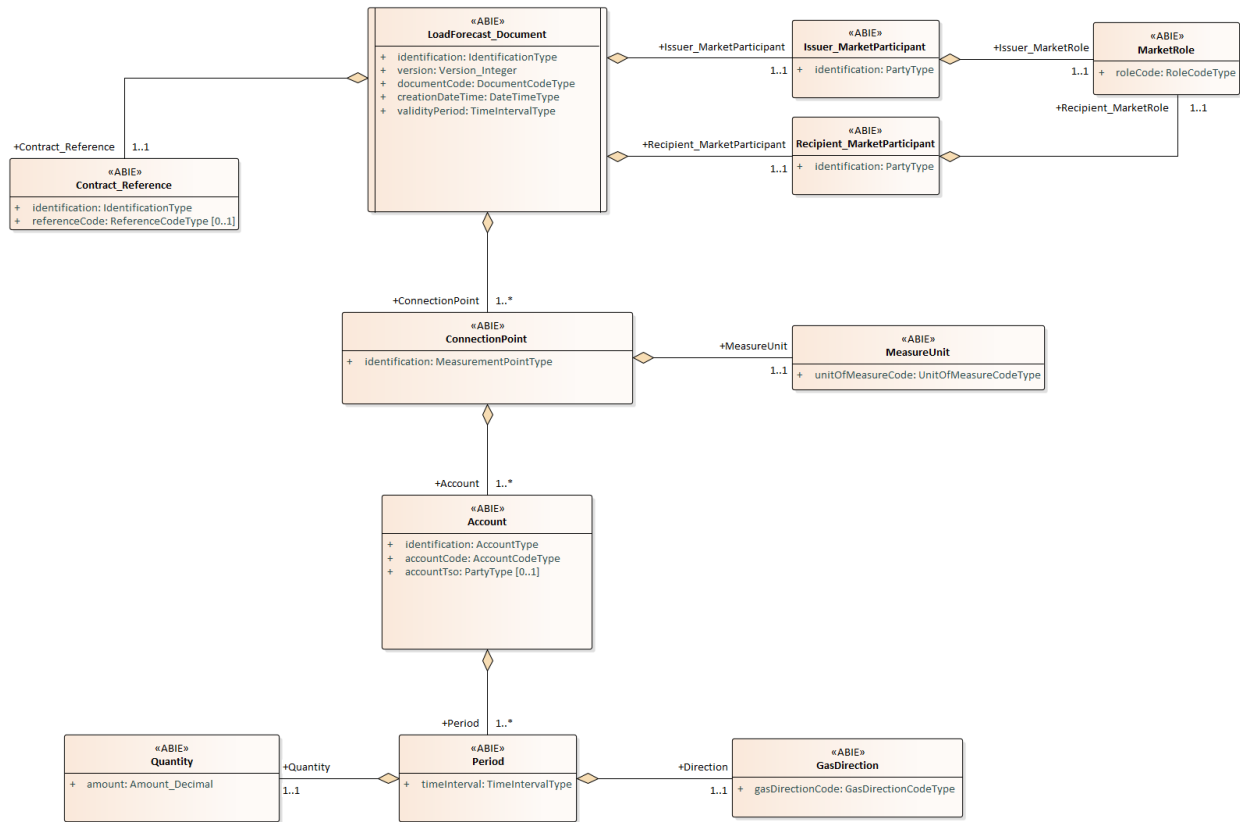 «ABIE»
LoadForecast_Document
+ identification: IdentificationType
+ version: Version_Integer
+ documentCode: DocumentCodeType
+ creationDateTime: DateTimeType
+ validityPeriod: TimeIntervalType
+Issuer_MarketParticipant
1..1
«ABIE»
Issuer_MarketParticipant
+ identification: PartyType
+Issuer_MarketRole
1..1
«ABIE»
MarketRole
+ roleCode: RoleCodeType
+Recipient_MarketRole
1..1
+Recipient_MarketParticipant
1..1
«ABIE»
Recipient_MarketParticipant
+ identification: PartyType
+Contract_Reference
1..1
«ABIE»
Contract_Reference
+ identification: IdentificationType
+ referenceCode: ReferenceCodeType [0..1]
+ConnectionPoint
1..*
«ABIE»
ConnectionPoint
+ identification: MeasurementPointType
+MeasureUnit
1..1
«ABIE»
MeasureUnit
+ unitOfMeasureCode: UnitOfMeasureCodeType
+Account
1..*
«ABIE»
Account
+ identification: AccountType
+ accountCode: AccountCodeType
+ accountTso: PartyType [0..1]
+Period
1..*
«ABIE»
Quantity
+ amount: Amount_Decimal
+Quantity
1..1
«ABIE»
Period
+ timeInterval: TimeIntervalType
+Direction
1..1
«ABIE»
GasDirection
+ gasDirectionCode: GasDirectionCodeType